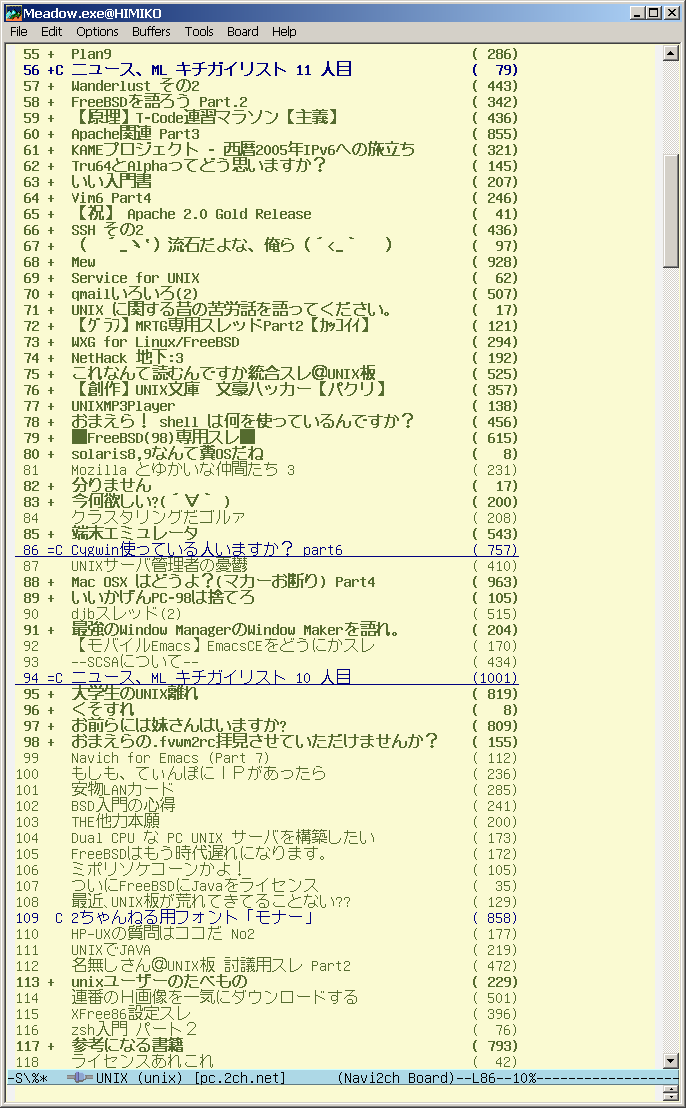 Meadow.exe@HIMIKO
File Edit Options Buffers Tools Board Help
55 + Plan9 ( 286)
56 +C ニュース、ML キチガイリスト 11 人目 ( 79)
57 + Wanderlust その2 ( 443)
58 + FreeBSDを語ろう Part.2 ( 342)
59 + 【原理】T-Code連習マラソン【主義】 ( 436)
60 + Apache関連 Part3 ( 855)
61 + KAMEプロジェクト - 西暦2005年IPv6への旅立ち ( 321)
62 + Tru64とAlphaってどう思いますか？ ( 145)
63 + いい入門書 ( 207)
64 + Vim6 Part4 ( 246)
65 + 【祝】 Apache 2.0 Gold Release ( 41)
66 + SSH その2 ( 436)
67 + （　´_ゝ`）流石だよな、俺ら（´<_｀　） ( 97)
68 + Mew ( 928)
69 + Service for UNIX ( 62)
70 + qmailいろいろ(2) ( 507)
71 + UNIX に関する昔の苦労話を語ってください。 ( 17)
72 + 【ｸﾞﾗﾌ】MRTG専用スレッドPart2【ｶｯｺｲｲ】 ( 121)
73 + WXG for Linux/FreeBSD ( 294)
74 + NetHack 地下:3 ( 192)
75 + これなんて読むんですか統合スレ＠UNIX板 ( 525)
76 + 【創作】UNIX文庫　文豪ハッカー【パクリ】 ( 357)
77 + UNIXMP3Player ( 138)
78 + おまえら！ shell は何を使っているんですか？ ( 456)
79 + ■FreeBSD(98)専用スレ■ ( 615)
80 + solaris8,9なんて糞OSだね ( 8)
81 Mozilla とゆかいな仲間たち 3 ( 231)
82 + 分りません ( 17)
83 + 今何欲しい?(´∀｀ ) ( 200)
84 クラスタリングだゴルァ ( 208)
85 + 端末エミュレータ ( 543)
86 =C Cygwin使っている人いますか？ part6 ( 757)
87 UNIXサーバ管理者の憂鬱 ( 410)
88 + Mac OSX はどうよ？(マカーお断り) Part4 ( 963)
89 + いいかげんPC-98は捨てろ ( 105)
90 djbスレッド(2) ( 515)
91 + 最強のWindow ManagerのWindow Makerを語れ。 ( 204)
92 【モバイルEmacs】EmacsCEをどうにかスレ ( 170)
93 --SCSAについて-- ( 434)
94 =C ニュース、ML キチガイリスト 10 人目 (1001)
95 + 大学生のUNIX離れ ( 819)
96 + くそすれ ( 8)
97 + お前らには妹さんはいますか? ( 809)
98 + おまえらの.fvwm2rc拝見させていただけませんか？ ( 155)
99 Navich for Emacs (Part 7) ( 112)
100 もしも、てぃんぽにＩＰがあったら ( 236)
101 安物LANカード ( 285)
102 BSD入門の心得 ( 241)
103 THE他力本願 ( 200)
104 Dual CPU な PC UNIX サーバを構築したい ( 173)
105 FreeBSDはもう時代遅れになります。 ( 172)
106 ミポリソケコーンかよ！ ( 105)
107 ついにFreeBSDにJavaをライセンス ( 35)
108 最近､UNIX板が荒れてきてることない?? ( 129)
109 C 2ちゃんねる用フォント「モナー」 ( 858)
110 HP-UXの質問はココだ No2 ( 177)
111 UNIXでJAVA ( 219)
112 名無しさん＠UNIX板 討議用スレ Part2 ( 472)
113 + unixユーザーのたべもの ( 229)
114 連番のＨ画像を一気にダウンロードする ( 501)
115 XFree86設定スレ ( 396)
116 zsh入門 パート２ ( 76)
117 + 参考になる書籍 ( 793)
118 ライセンスあれこれ ( 42)
-S\%* UNIX (unix) [pc.2ch.net] (Navi2ch Board)--L86--10%-----------------